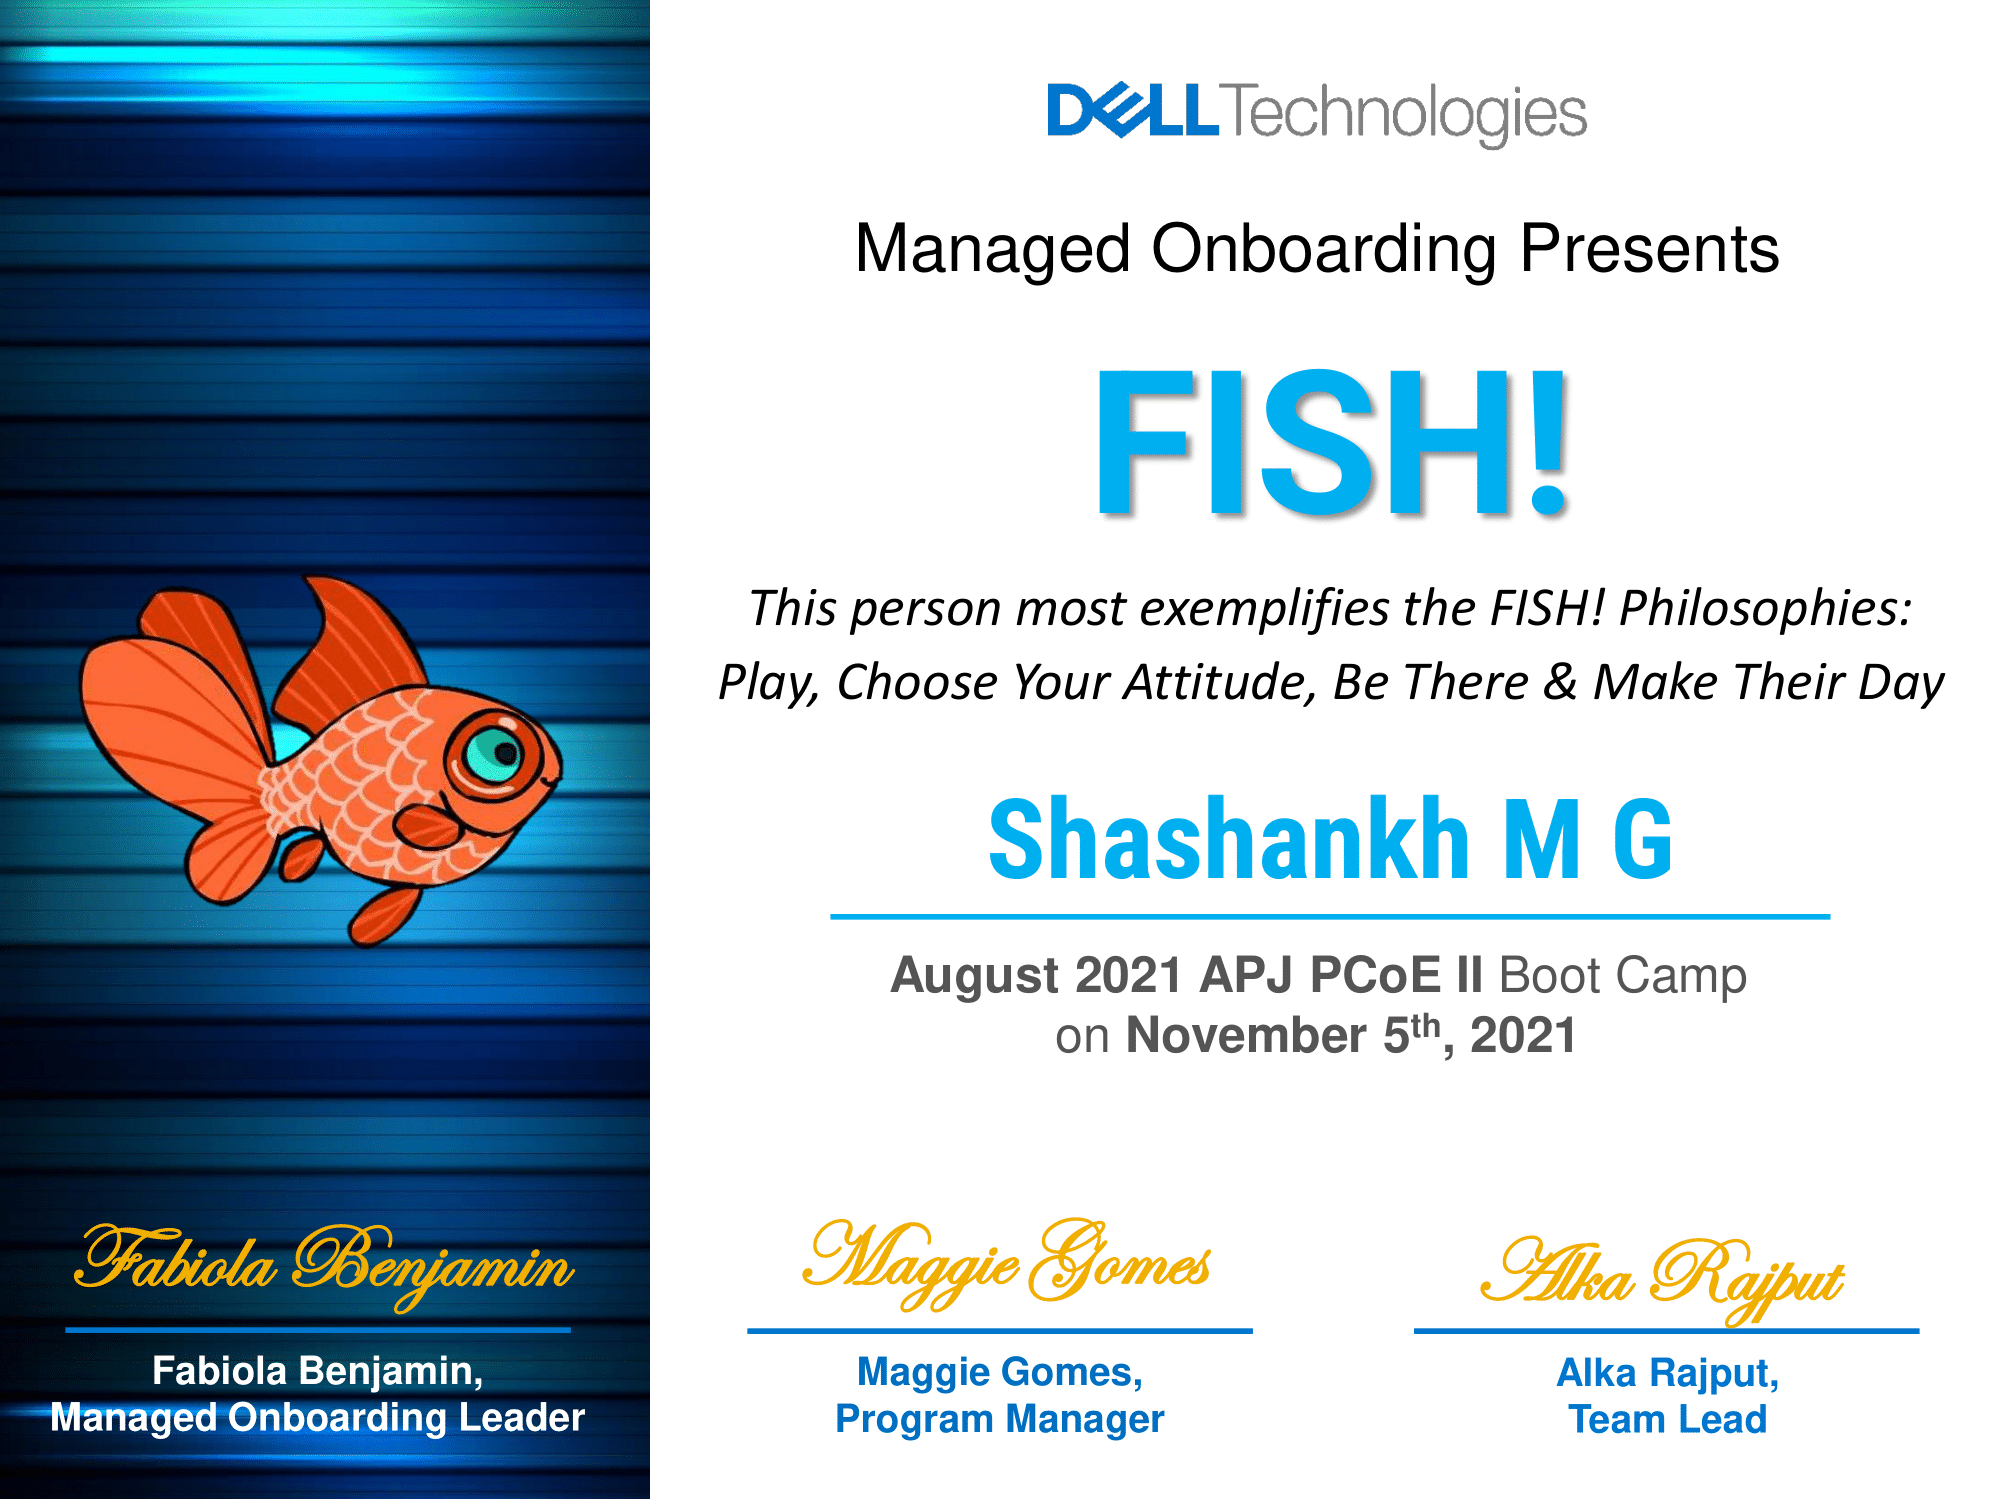 DELL Technologies
Managed Onboarding Presents
FISH!
This person most exemplifies the FISH! Philosophies:
Play, Choose Your Attitude, Be There & Make Their Day
Shashankh M G
August 2021 APJ PCoE II Boot Camp
on November 5th, 2021
Fabiola Benjamin
Fabiola Benjamin,
Managed Onboarding Leader
Maggie Gomes
Maggie Gomes,
Program Manager
Alka Rajput
Alka Rajput,
Team Lead